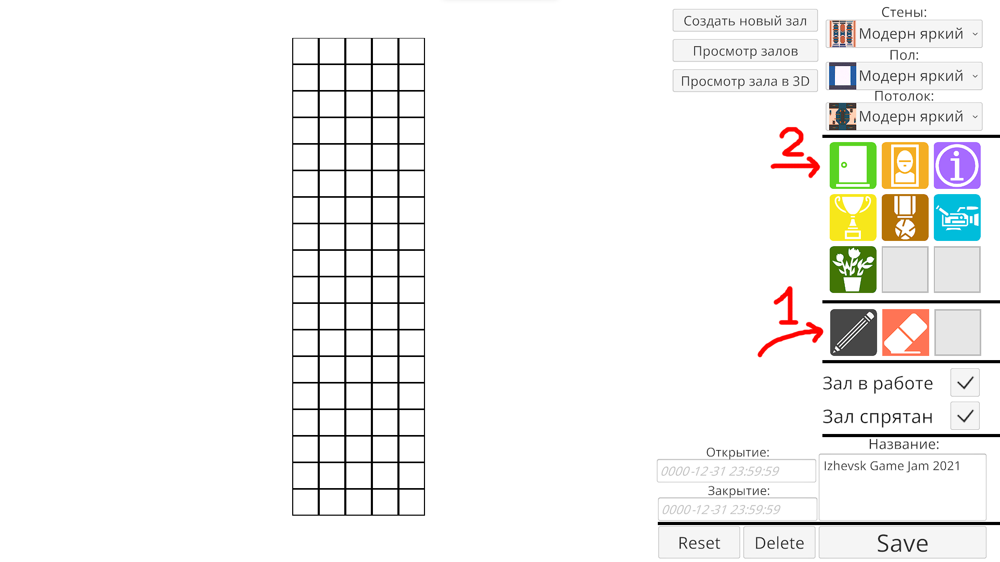 Создать новый зал
Просмотр залов
Просмотр зала в 3D
Стены:
Модерн яркий
Пол:
Модерн яркий
Потолок:
Модерн яркий
2
1
Зал в работе
Зал спрятан
Название:
Izhevsk Game Jam 2021
Открытие:
0000-12-31 23:59:59
Закрытие:
0000-12-31 23:59:59
Reset
Delete
Save